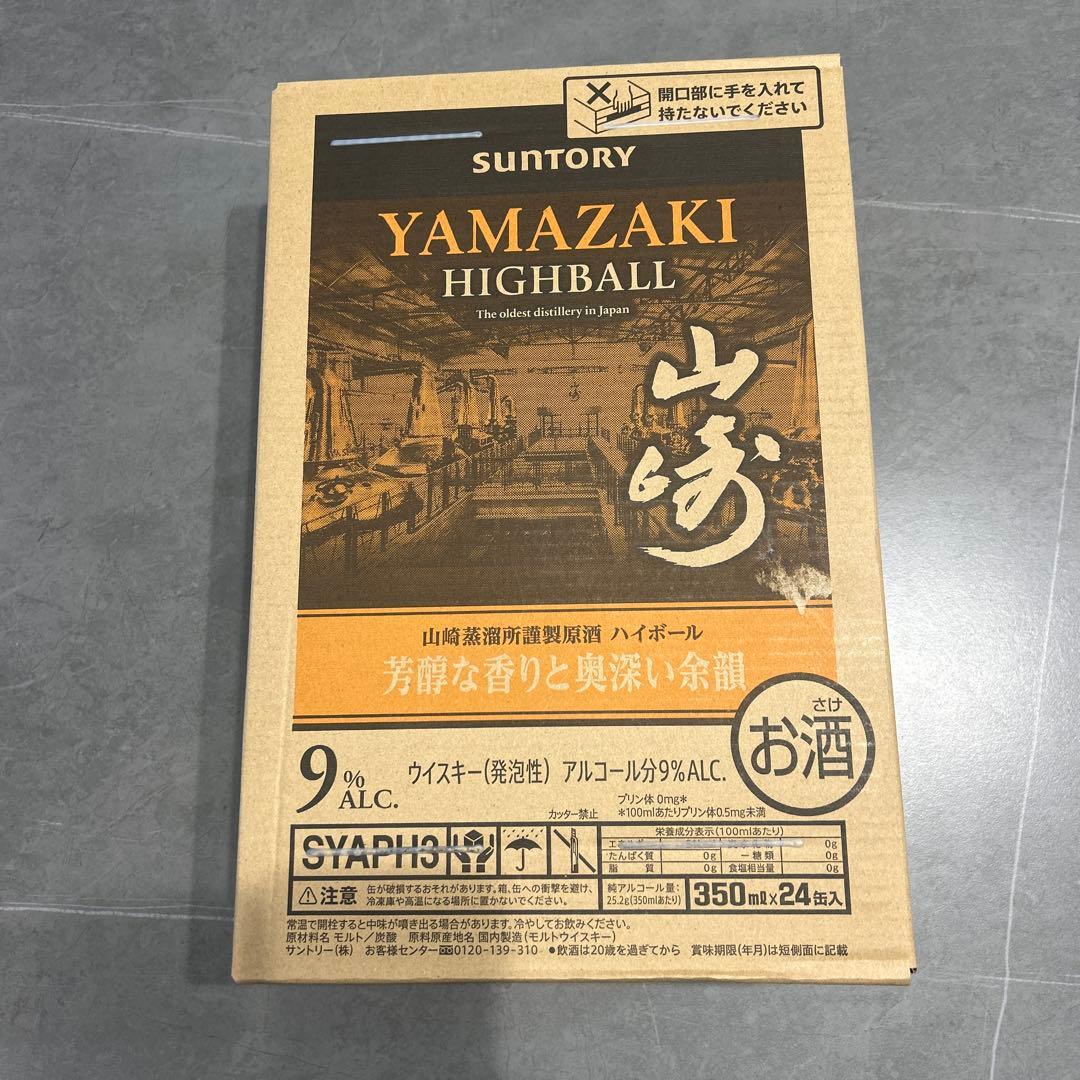 開口部に手を入れて
持たないでください
SUNTORY
YAMAZAKI
HIGHBALL
The oldest distillery in Japan
山崎
山崎蒸溜所謹製原酒 ハイボール
芳醇な香りと奥深い余韻
さけ
お酒
9%
ALC.
ウイスキー(発泡性) アルコール分9%ALC.
プリン体 0mg*
*100mlあたりプリン体0.5mg未満
カッター禁止
SYAPH3
栄養成分表示(100mlあたり)
0g
たんぱく質 0g 一糖類 0g
脂 質 0g 食塩相当量 0g
注意 缶が破損するおそれがあります。箱、缶への衝撃を避け、
冷凍庫や高温になる場所に置かないでください。
純アルコール量:
25.2g(350mlあたり)
350ml×24缶入
常温で開栓すると中味が噴き出る場合があります。冷やしてお飲みください。
原材料名 モルト/炭酸 原料原産地名 国内製造(モルトウイスキー)
サントリー(株) お客様センター0120-139-310 ●飲酒は20歳を過ぎてから 賞味期限(年月)は短側面に記載